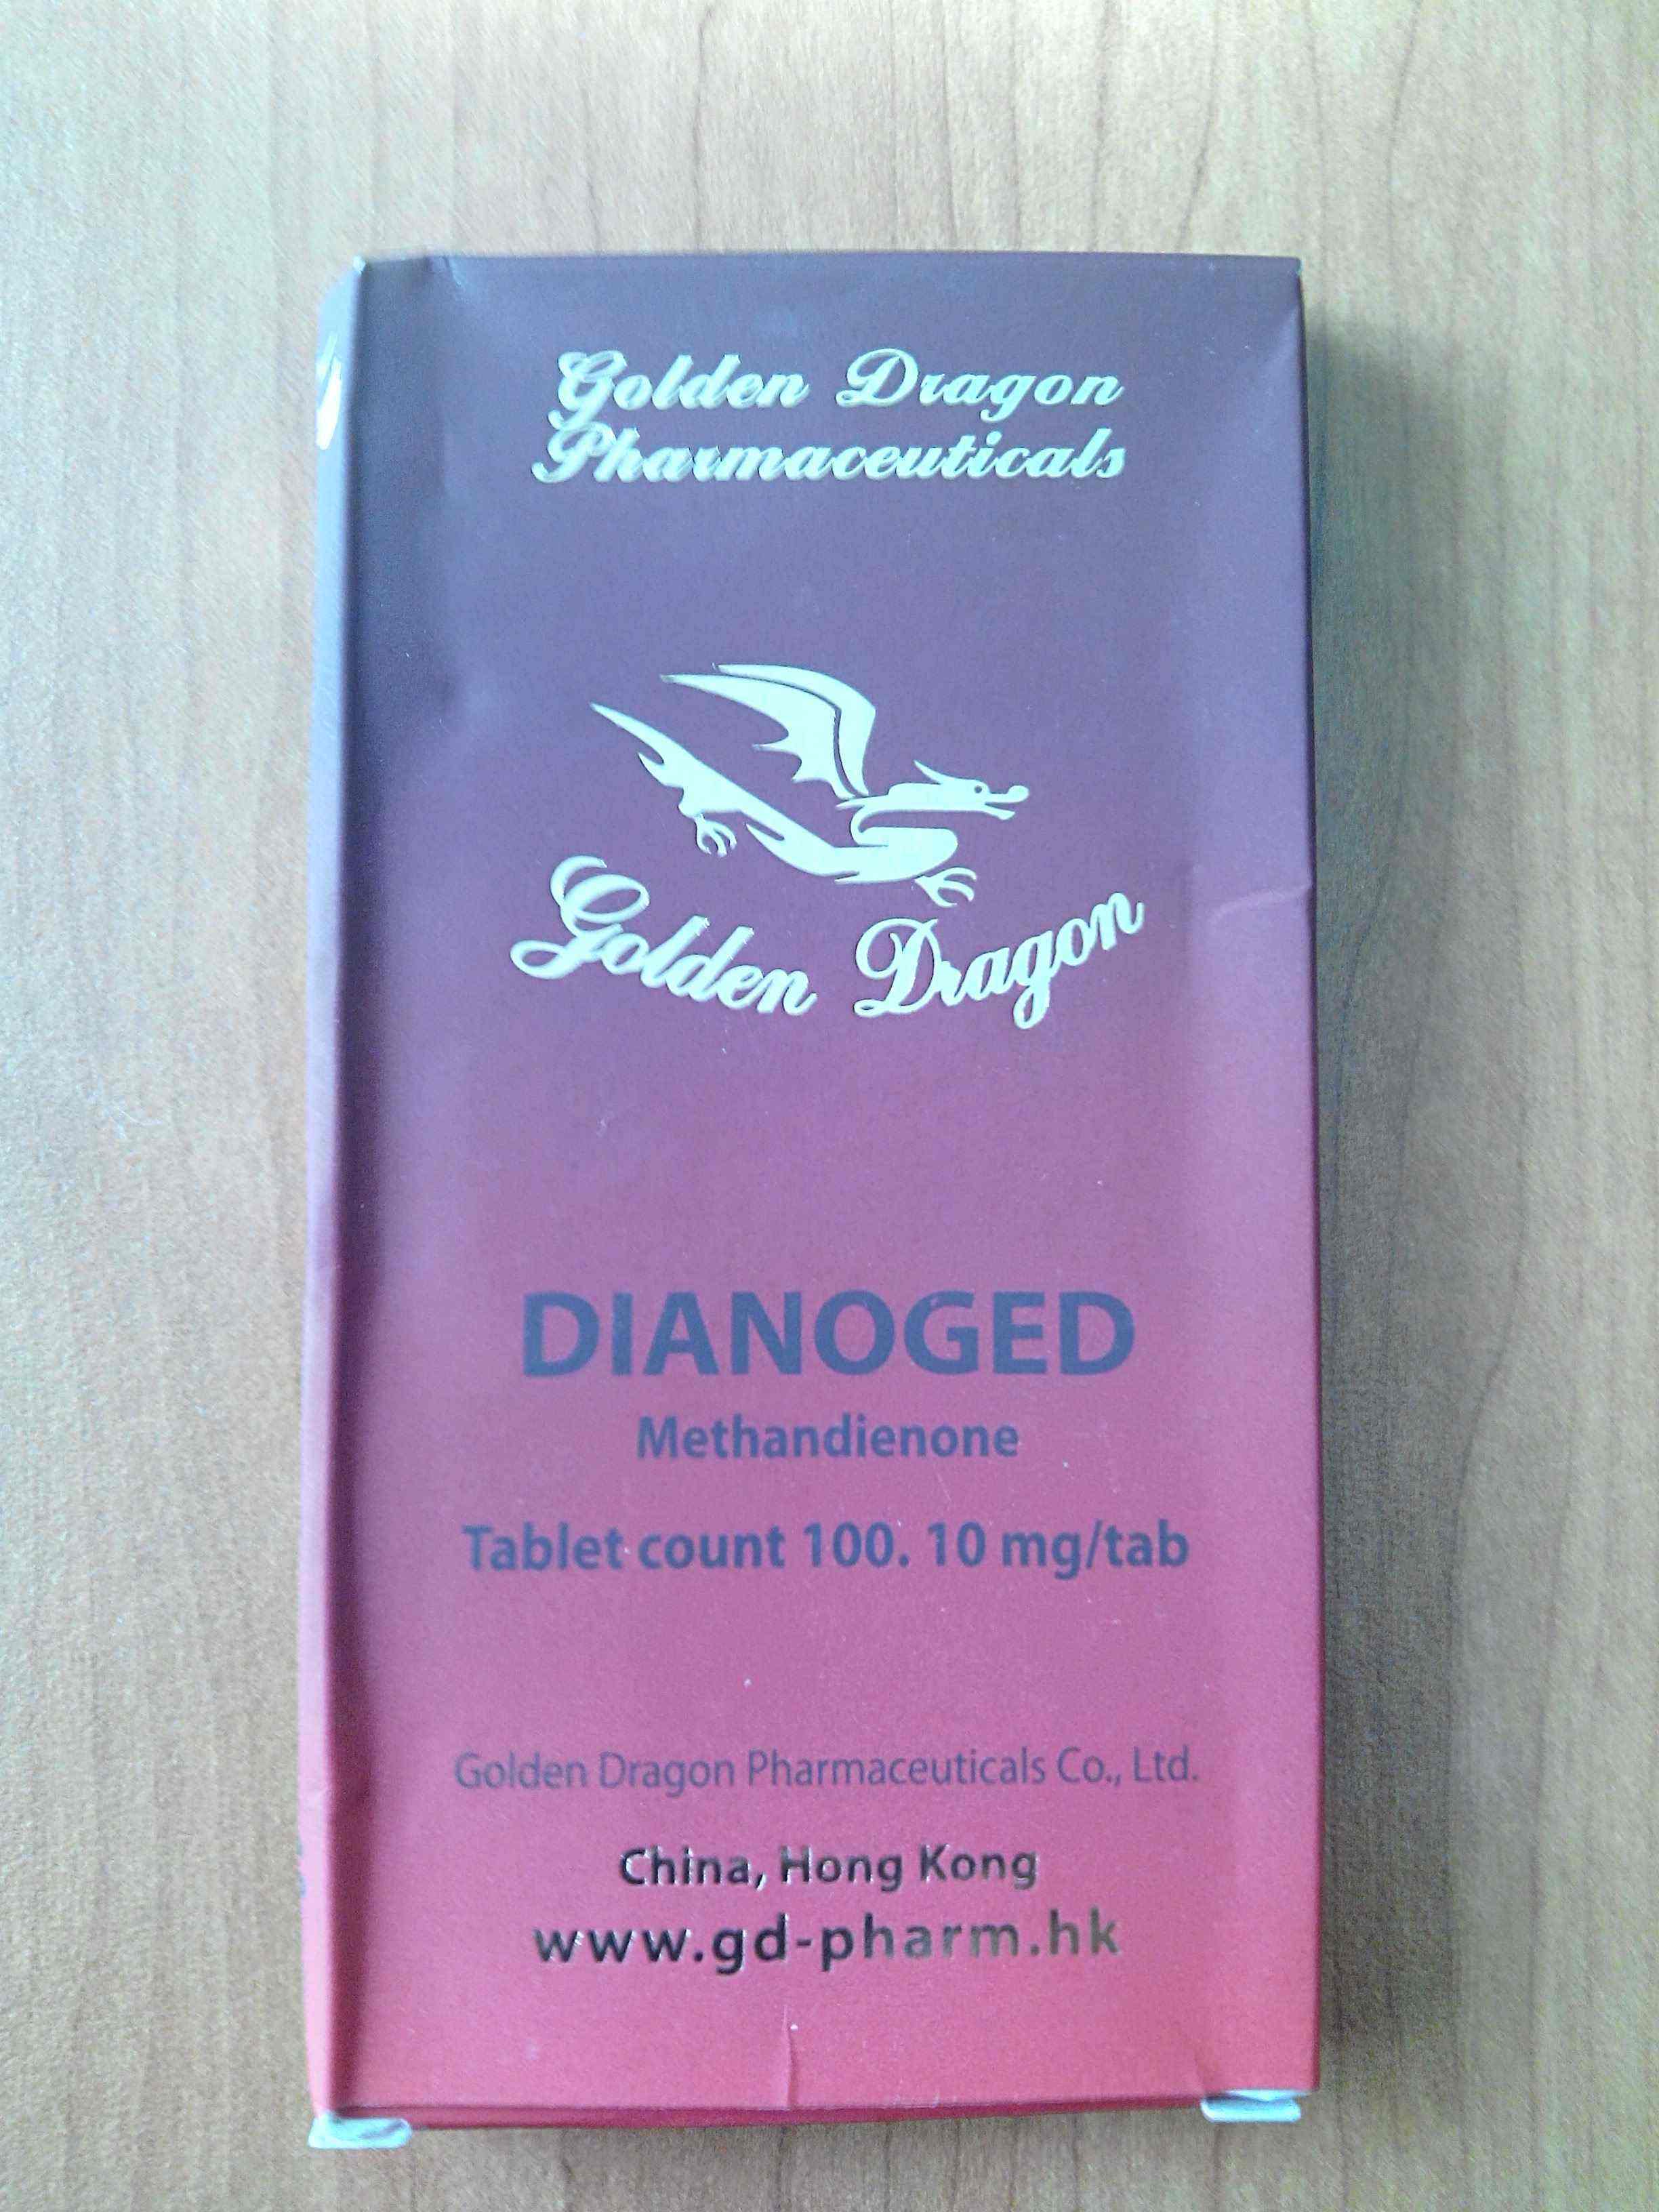 Golden Dragon
Pharmaceuticals
Golden Dragon
DIANOGED
Methandienone
Tablet count 100. 10 mg/tab
Golden Dragon Pharmaceuticals Co., Ltd.
China, Hong Kong
www.gd-pharm.hk